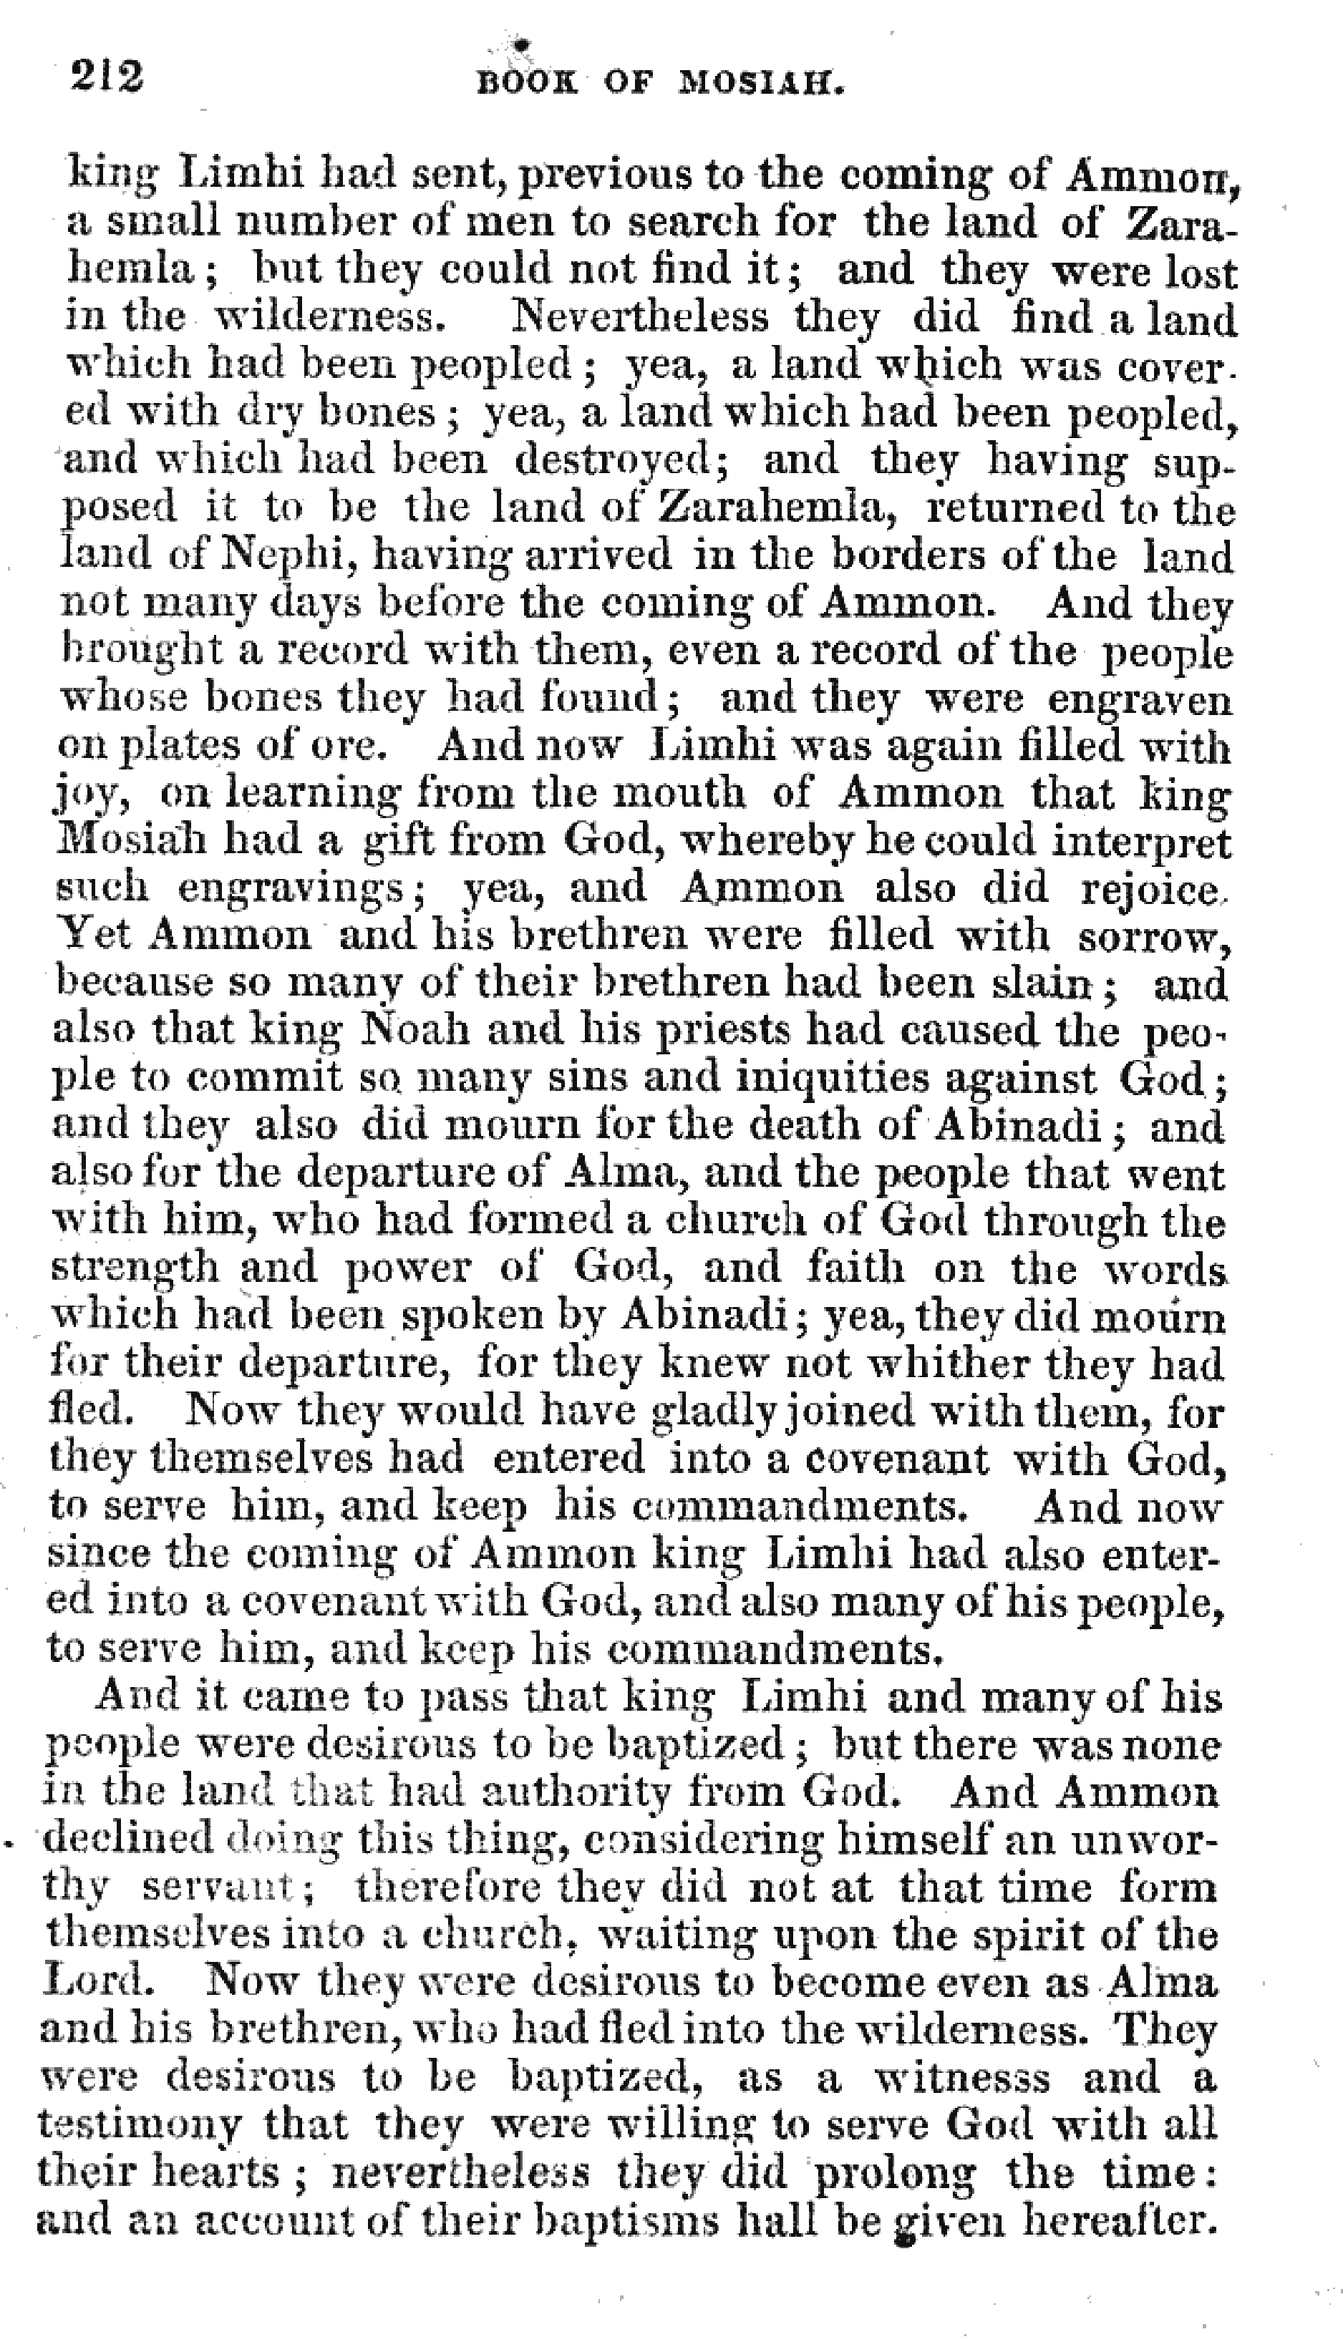 212 BOOK OF MOSIAH.
king Limhi had sent, previous to the coming of Ammon,
a small number of men to search for the land of Zara-
hemla; but they could not find it; and they were lost
in the wilderness. Nevertheless they did find a land
which had been peopled; yea, a land which was cover-
ed with dry bones; yea, a land which had been peopled,
and which had been destroyed; and they having sup-
posed it to be the land of Zarahemla, returned to the
land of Nephi, having arrived in the borders of the land
not many days before the coming of Ammon. And they
brought a record with them, even a record of the people
whose bones they had found; and they were engraven
on plates of ore. And now Limhi was again filled with
joy, on learning from the mouth of Ammon that king
Mosiah had a gift from God, whereby he could interpret
such engravings; yea, and Ammon also did rejoice.
Yet Ammon and his brethren were filled with sorrow,
because so many of their brethren had been slain; and
also that king Noah and his priests had caused the peo-
ple to commit so many sins and iniquities against God;
and they also did mourn for the death of Abinadi; and
also for the departure of Alma, and the people that went
with him, who had formed a church of God through the
strength and power of God, and faith on the words
which had been spoken by Abinadi; yea, they did mourn
for their departure, for they knew not whither they had
fled. Now they would have gladly joined with them, for
they themselves had entered into a covenant with God,
to serve him, and keep his commandments. And now
since the coming of Ammon king Limhi had also enter-
ed into a covenant with God, and also many of his people,
to serve him, and keep his commandments.
And it came to pass that king Limhi and many of his
people were desirous to be baptized; but there was none
in the land that had authority from God. And Ammon
declined doing this thing, considering himself an unwor-
thy servant; therefore they did not at that time form
themselves into a church, waiting upon the spirit of the
Lord. Now they were desirous to become even as Alma
and his brethren, who had fled into the wilderness. They
were desirous to be baptized, as a witnesss and a
testimony that they were willing to serve God with all
their hearts; nevertheless they did prolong the time:
and an account of their baptisms hall be given hereafter.